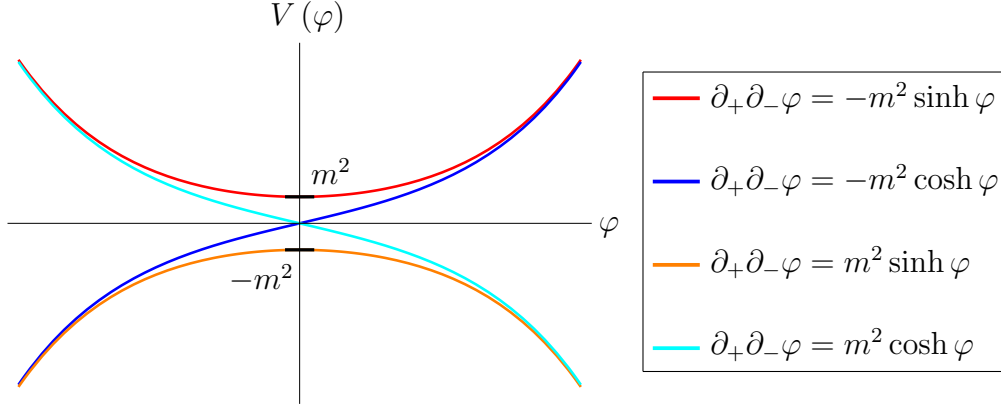 V (φ)
m²
φ
−m²
∂₊∂₋φ = −m² sinh φ
∂₊∂₋φ = −m² cosh φ
∂₊∂₋φ = m² sinh φ
∂₊∂₋φ = m² cosh φ